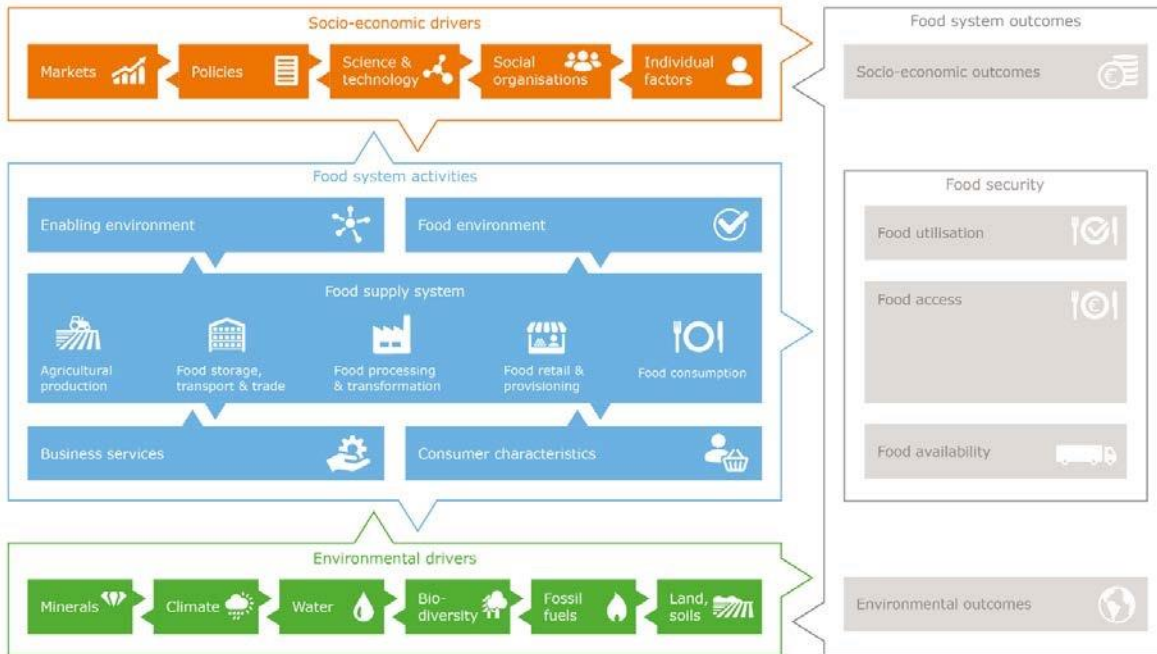 Socio-economic drivers
Markets
Policies
Science &
technology
Social
organisations
Individual
factors
Food system activities
Enabling environment
Food environment
Food supply system
Agricultural
production
Food storage,
transport & trade
Food processing
& transformation
Food retail &
provisioning
Food consumption
Business services
Consumer characteristics
Environmental drivers
Minerals
Climate
Water
Bio-
diversity
Fossil
fuels
Land,
soils
Food system outcomes
Socio-economic outcomes
€
Food security
Food utilisation
Food access
€
Food availability
Environmental outcomes